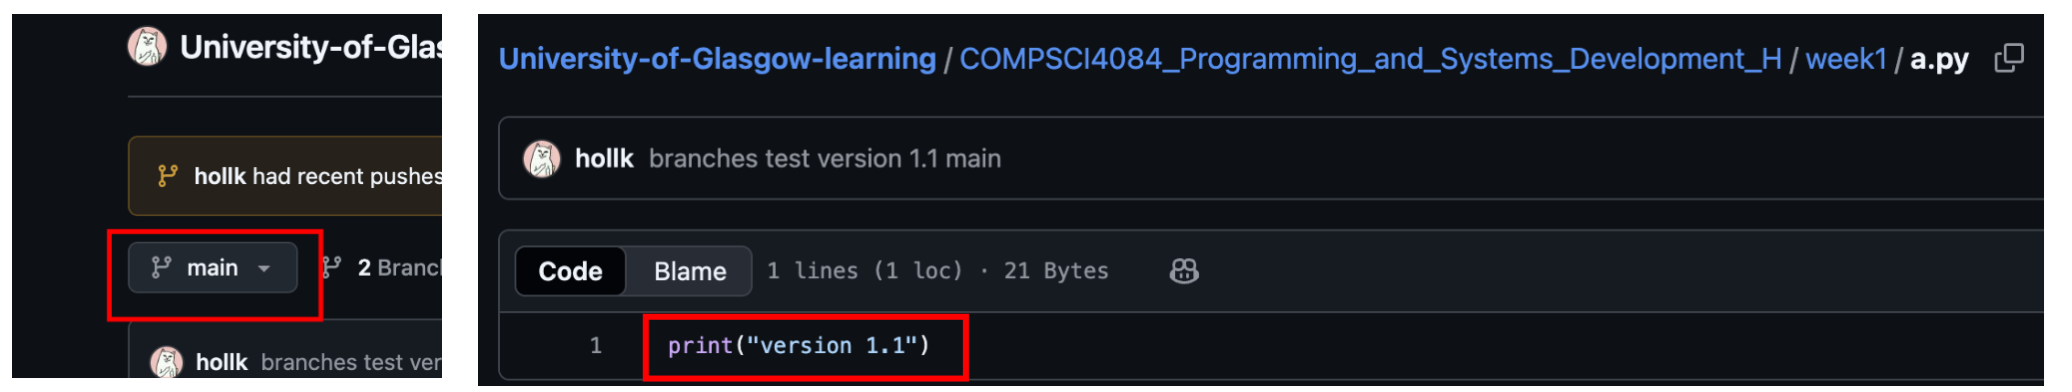 University-of-Glas
hollk had recent pushes
main
2 Branc
hollk branches test ver
University-of-Glasgow-learning / COMPSCI4084_Programming_and_Systems_Development_H / week1 / a.py
hollk branches test version 1.1 main
Code Blame 1 lines (1 loc) · 21 Bytes
1 print("version 1.1")